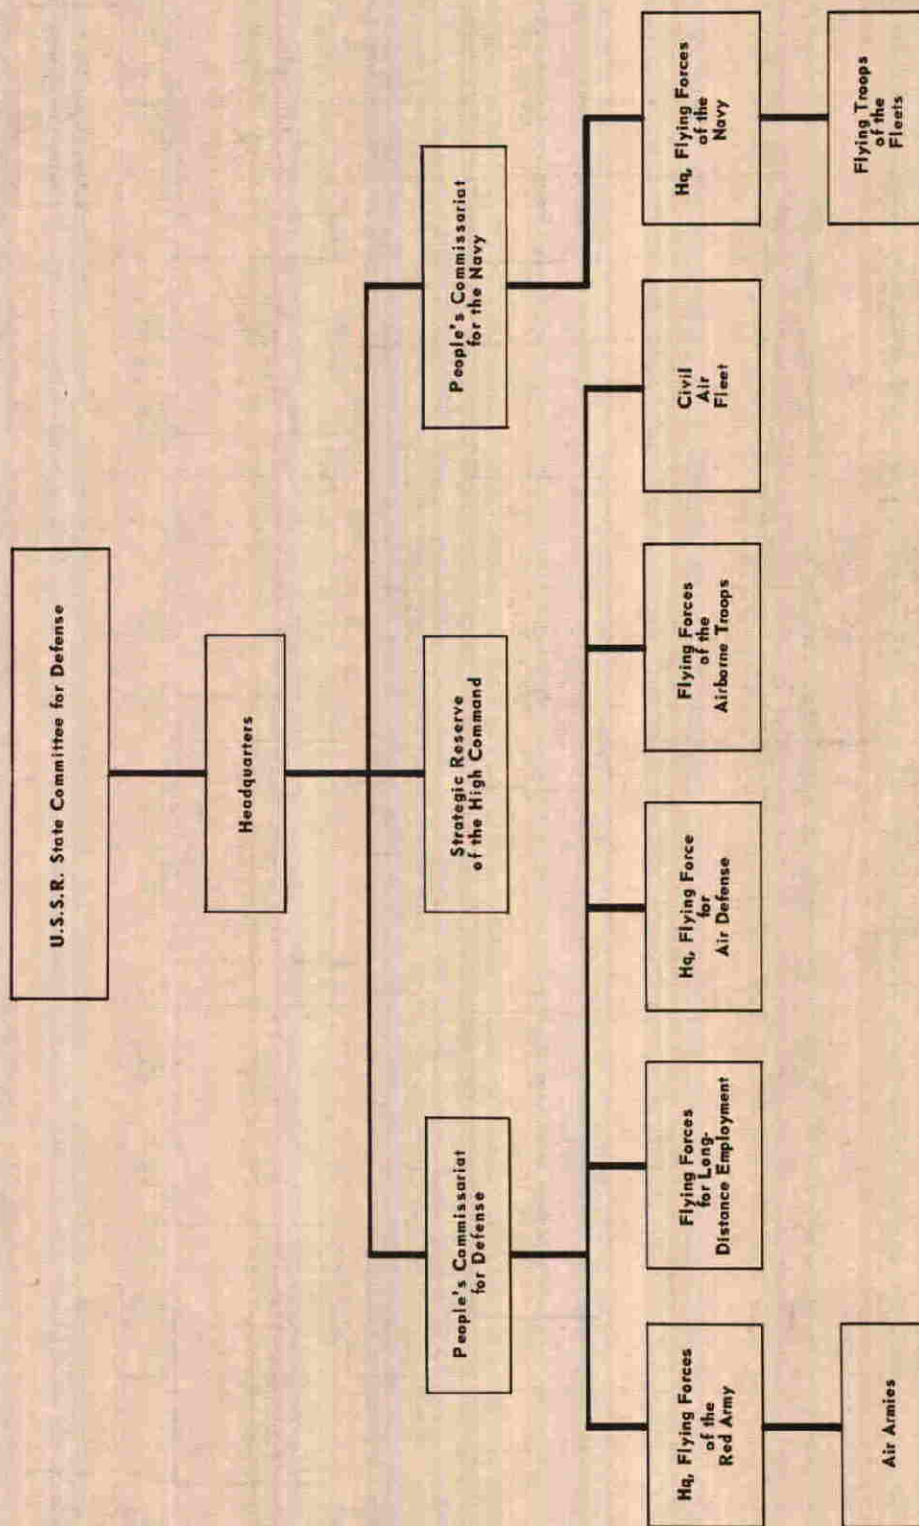 U.S.S.R. State Committee for Defense
Headquarters
People's Commissariat
for Defense
Strategic Reserve
of the High Command
People's Commissariat
for the Navy
Hq, Flying Forces
of the
Red Army
Flying Forces
for Long-
Distance Employment
Hq, Flying Force
for
Air Defense
Flying Forces
of the
Airborne Troops
Civil
Air
Fleet
Hq, Flying Forces
of the
Navy
Air Armies
Flying Troops
of the
Fleets